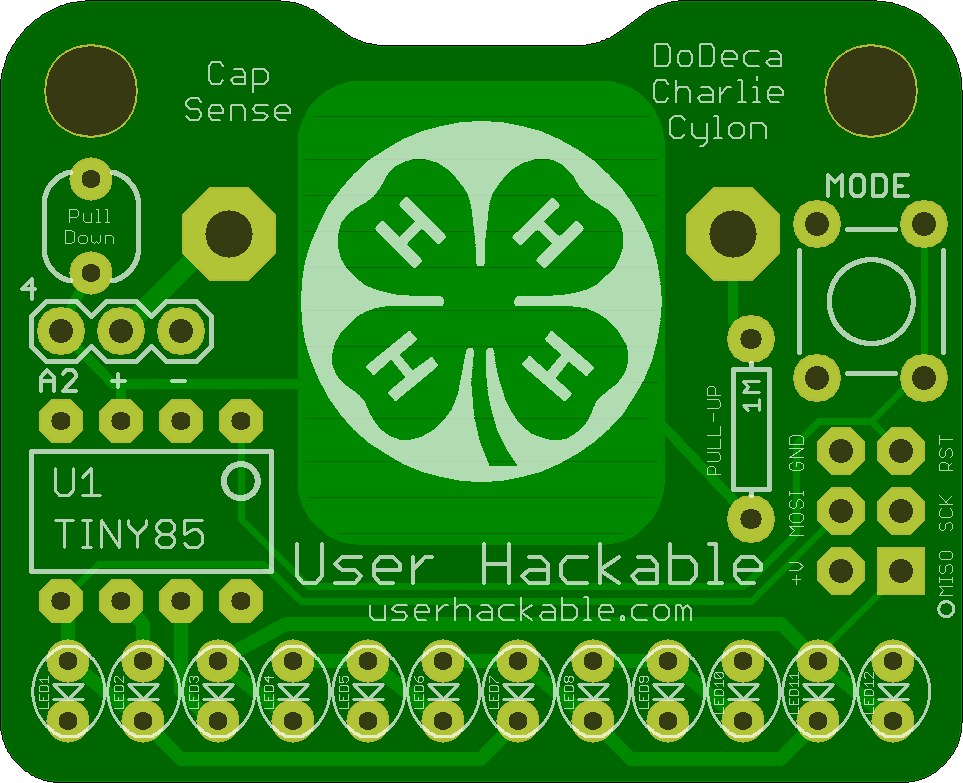 Cap
Sense
DoDeca
Charlie
Cylon
H H
H H
MODE
Pull
Down
4
A2 + -
1M
PULL-UP
U1
TINY85
GND
RST
MOSI
SCK
+V
MISO
User Hackable
userhackable.com
LED1
LED2
LED3
LED4
LED5
LED6
LED7
LED8
LED9
LED10
LED11
LED12